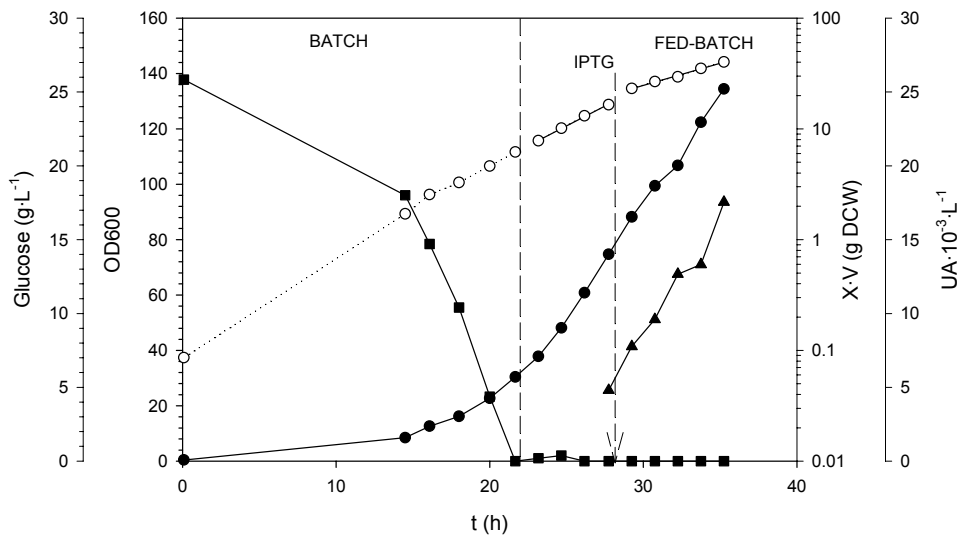 30 160 100 30
BATCH FED-BATCH
IPTG
140
25 25
120
10
20 100 20
80 1
15 15
60
10 10
40 0.1
5 5
20
0 0 0.01 0
0 10 20 30 40
t (h)
Glucose (g·L-1)
OD600
X·V (g DCW)
UA·10-3·L-1